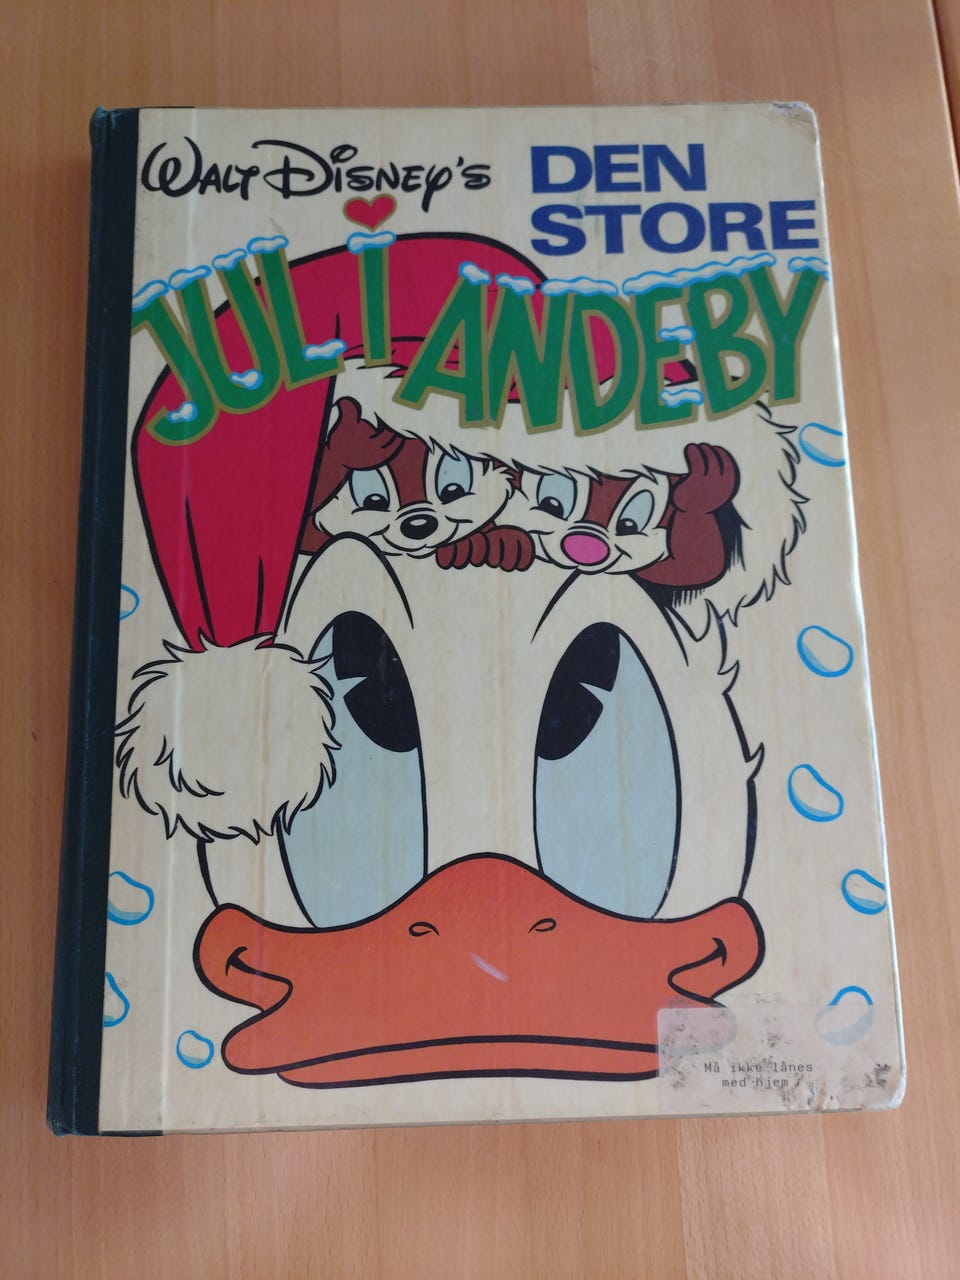 WALT DISNEY'S
DEN
STORE
JUL I ANDEBY
Må ikke lånes
med hjem